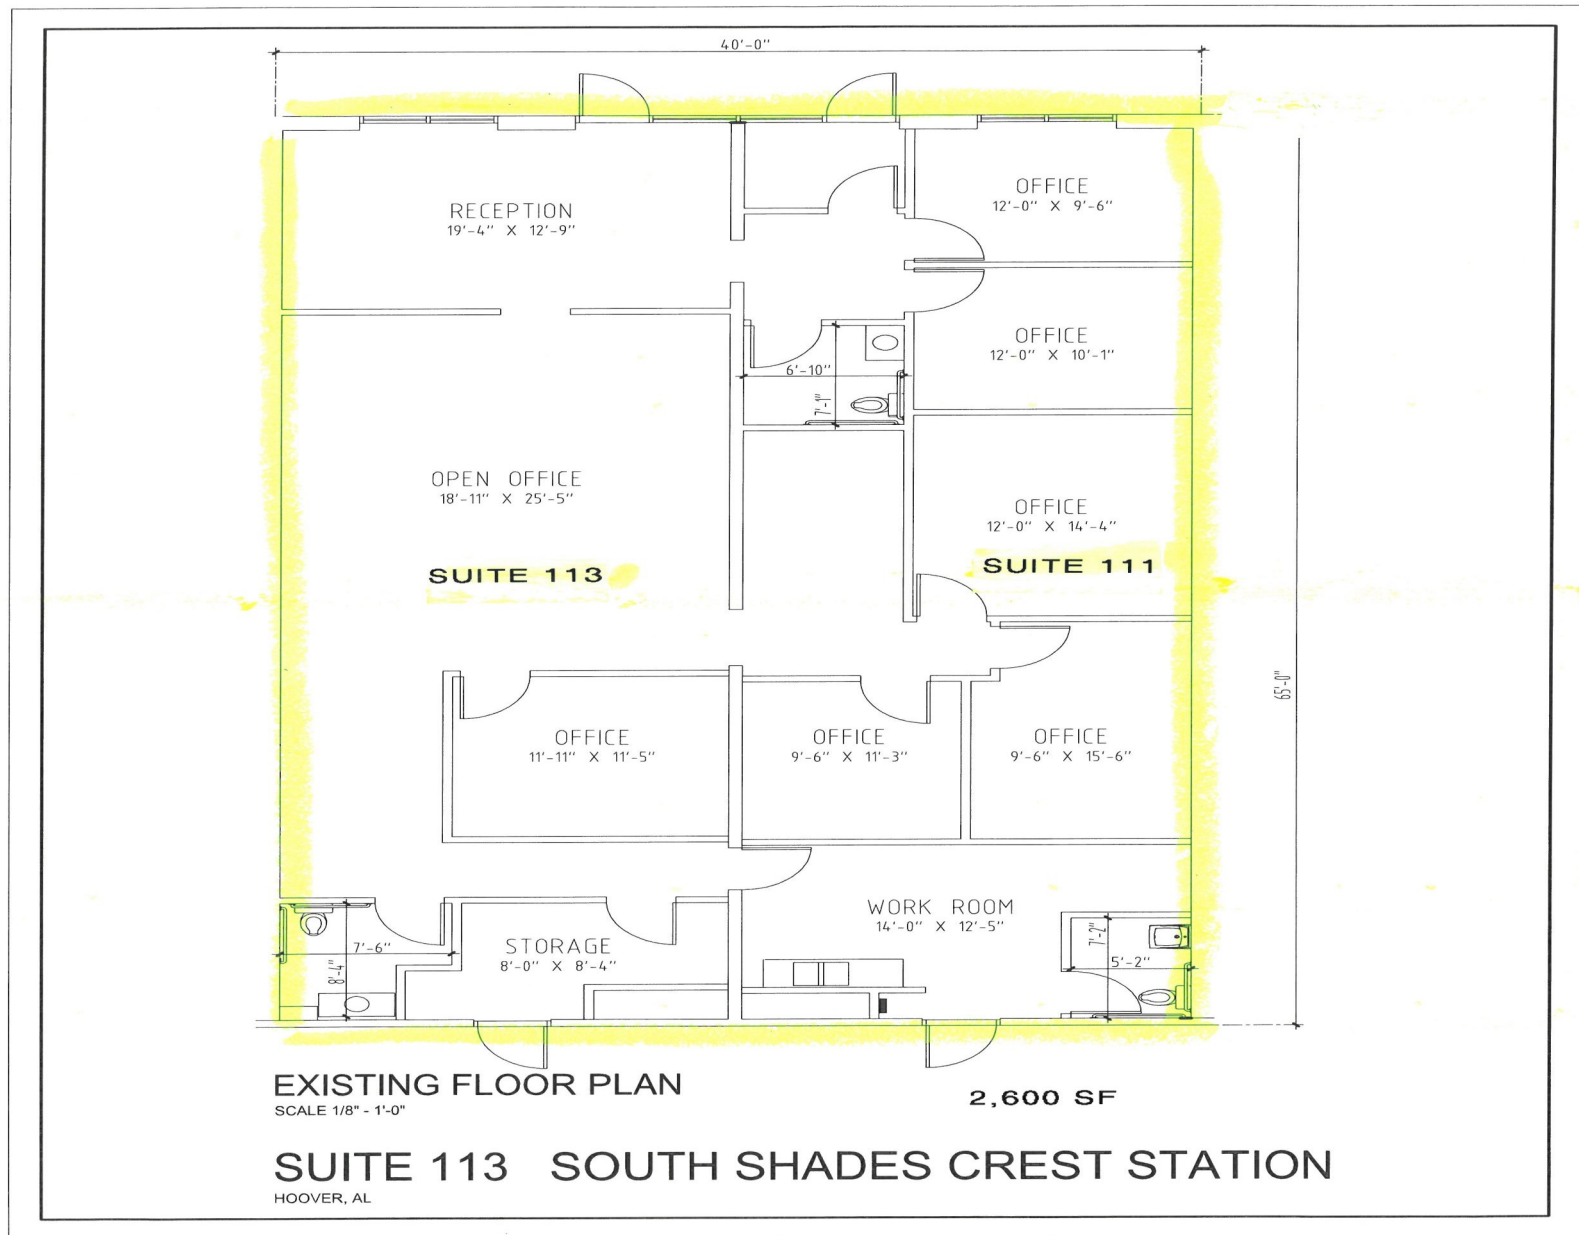 40'-0"
RECEPTION
19'-4" X 12'-9"
OFFICE
12'-0" X 9'-6"
OFFICE
12'-0" X 10'-1"
6'-10"
7'-1"
OPEN OFFICE
18'-11" X 25'-5"
OFFICE
12'-0" X 14'-4"
SUITE 113
SUITE 111
65'-0"
OFFICE
11'-11" X 11'-5"
OFFICE
9'-6" X 11'-3"
OFFICE
9'-6" X 15'-6"
WORK ROOM
14'-0" X 12'-5"
7'-6"
8'-4"
STORAGE
8'-0" X 8'-4"
7'-2"
5'-2"
EXISTING FLOOR PLAN
SCALE 1/8" - 1'-0"
2,600 SF
SUITE 113 SOUTH SHADES CREST STATION
HOOVER, AL